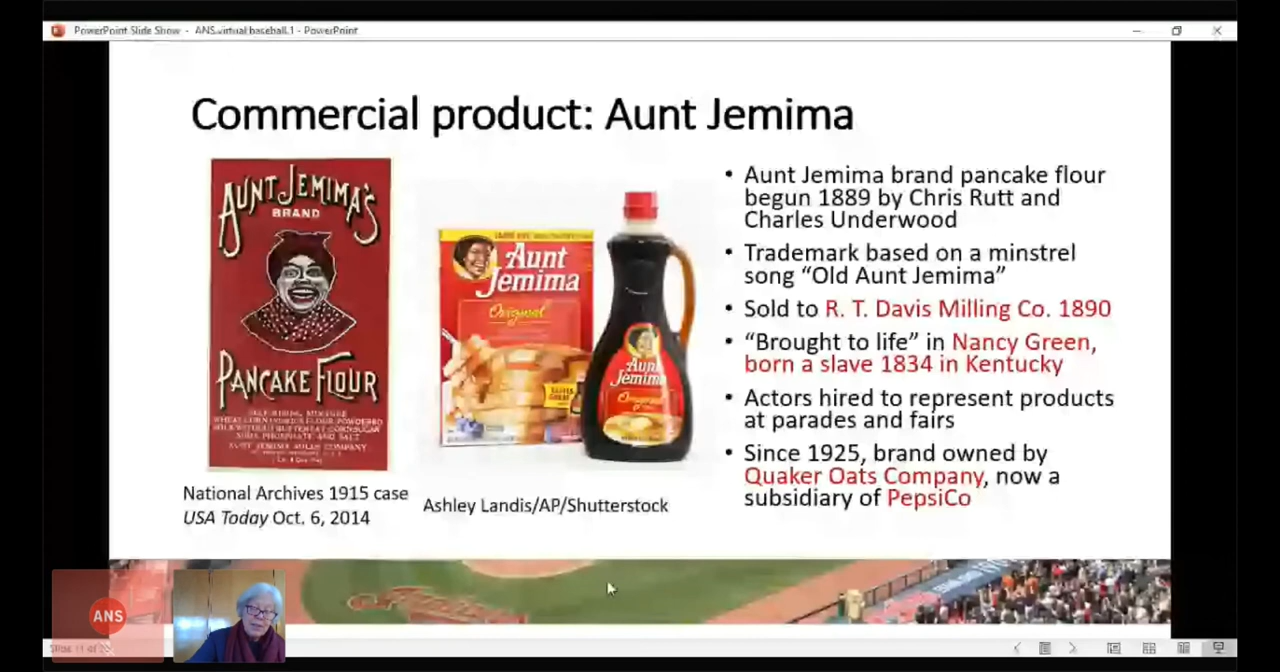 PowerPoint Slide Show - ANS.virtual baseball.1 - PowerPoint
Commercial product: Aunt Jemima
AUNT JEMIMA'S
BRAND
PANCAKE FLOUR
Aunt
Jemima
Original
Aunt
Jemima
Original
National Archives 1915 case
USA Today Oct. 6, 2014
Ashley Landis/AP/Shutterstock
• Aunt Jemima brand pancake flour
begun 1889 by Chris Rutt and
Charles Underwood
• Trademark based on a minstrel
song “Old Aunt Jemima”
• Sold to R. T. Davis Milling Co. 1890
• “Brought to life” in Nancy Green,
born a slave 1834 in Kentucky
• Actors hired to represent products
at parades and fairs
• Since 1925, brand owned by
Quaker Oats Company, now a
subsidiary of PepsiCo
ANS